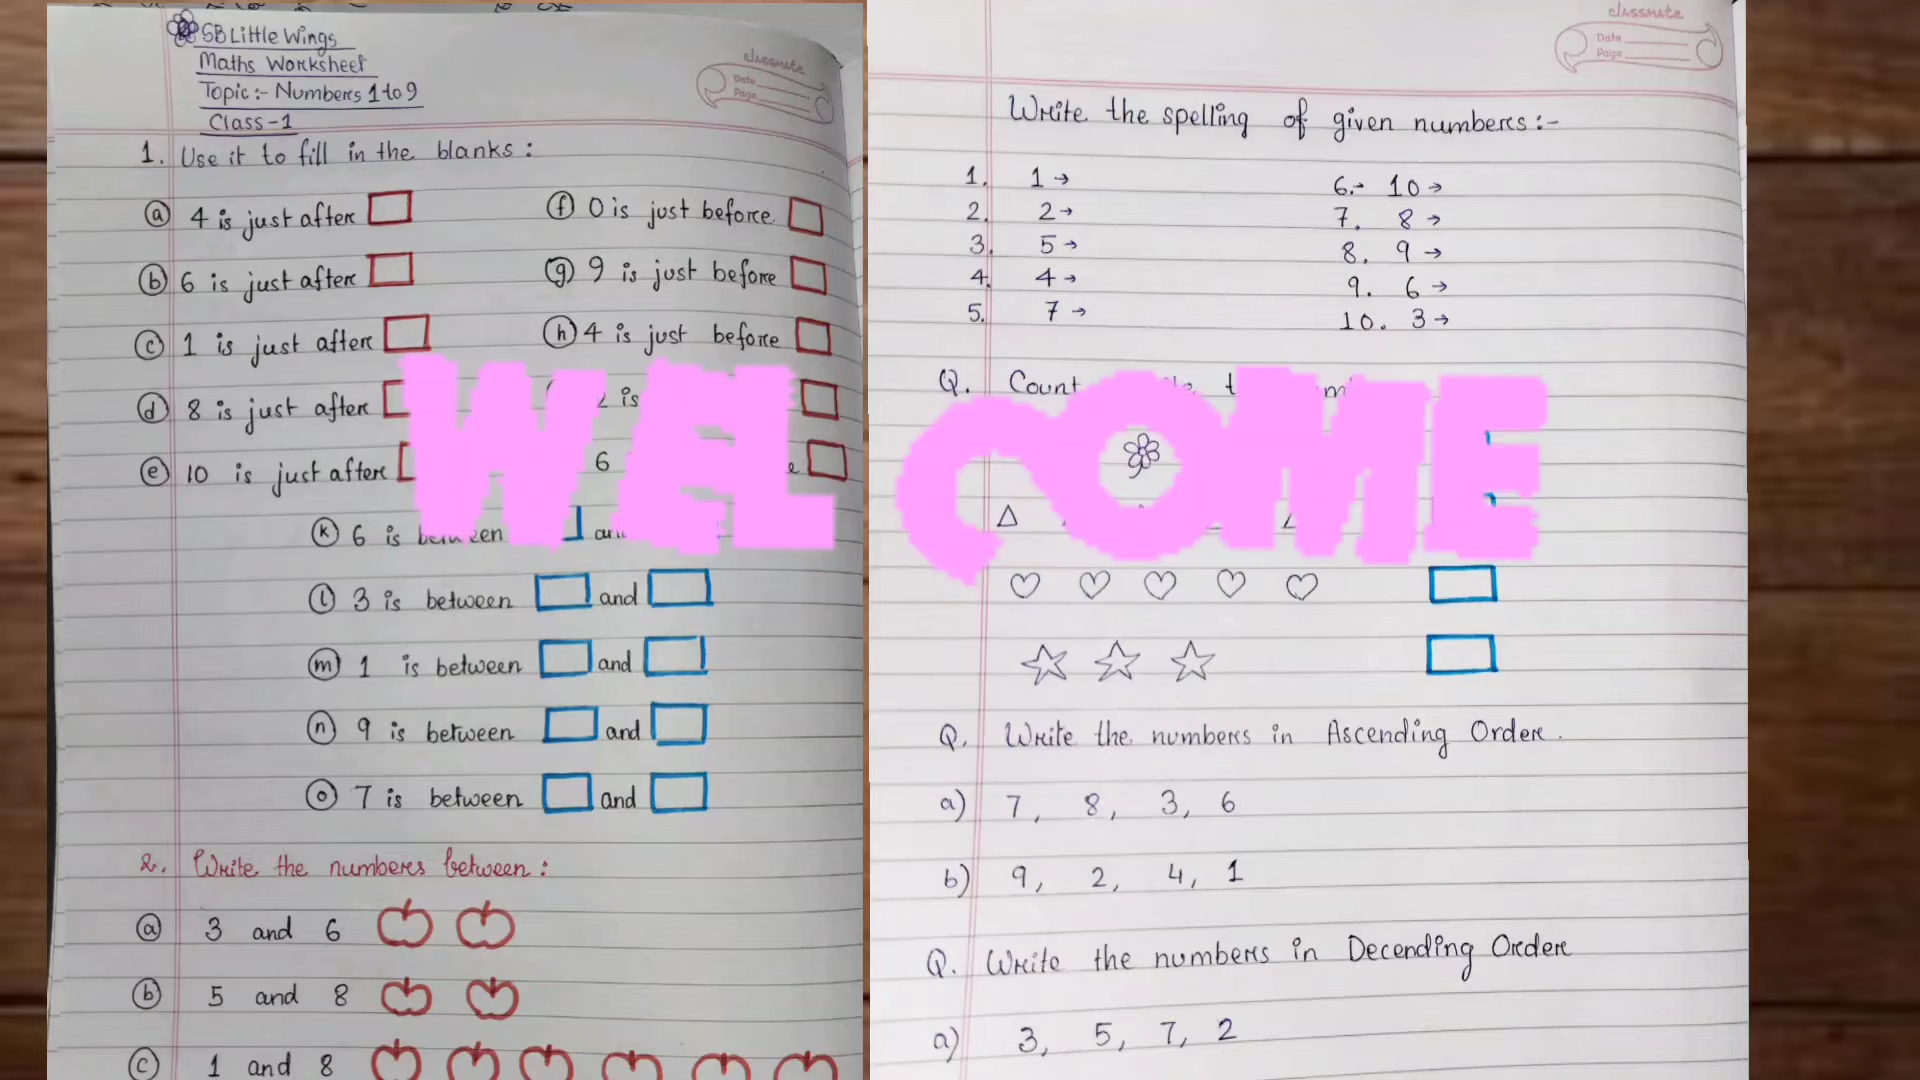 SB Little Wings
Maths Worksheet
Topic :- Numbers 1 to 9
Class-1
classmate
Date
Page
1. Use it to fill in the blanks :
a 4 is just after
f 0 is just before
b 6 is just after
g 9 is just before
c 1 is just after
h 4 is just before
d 8 is just after
2 is
e 10 is just after
6
k 6 is between
l 3 is between and
m 1 is between and
n 9 is between and
o 7 is between and
2. Write the numbers between :
a 3 and 6
b 5 and 8
c 1 and 8
WELCOME
classmate
Date
Page
Write the spelling of given numbers :-
1. 1 →
6.- 10 →
2. 2 →
7. 8 →
3. 5 →
8. 9 →
4. 4 →
9. 6 →
5. 7 →
10. 3 →
Q. Count
Q. Write the numbers in Ascending Order.
a) 7, 8, 3, 6
b) 9, 2, 4, 1
Q. Write the numbers in Decending Order
a) 3, 5, 7, 2